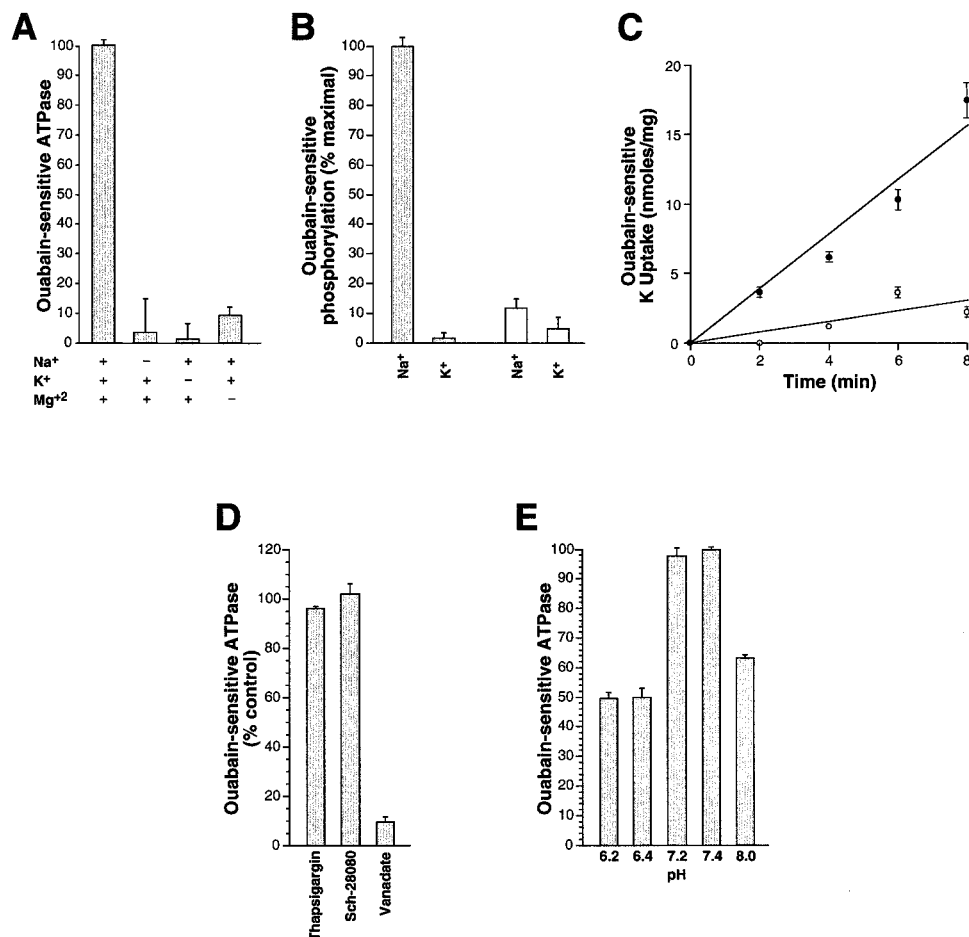 A
Ouabain-sensitive ATPase
100
90
80
70
60
50
40
30
20
10
0
Na+ + − + +
K+ + + − +
Mg+2 + + + −
B
Ouabain-sensitive
phosphorylation (% maximal)
100
90
80
70
60
50
40
30
20
10
0
Na+ K+ Na+ K+
C
Ouabain-sensitive
K Uptake (nmoles/mg)
20
15
10
5
0
0 2 4 6 8
Time (min)
D
Ouabain-sensitive ATPase
(% control)
120
100
80
60
40
20
0
Thapsigargin
Sch-28080
Vanadate
E
Ouabain-sensitive ATPase
100
90
80
70
60
50
40
30
20
10
0
6.2 6.4 7.2 7.4 8.0
pH